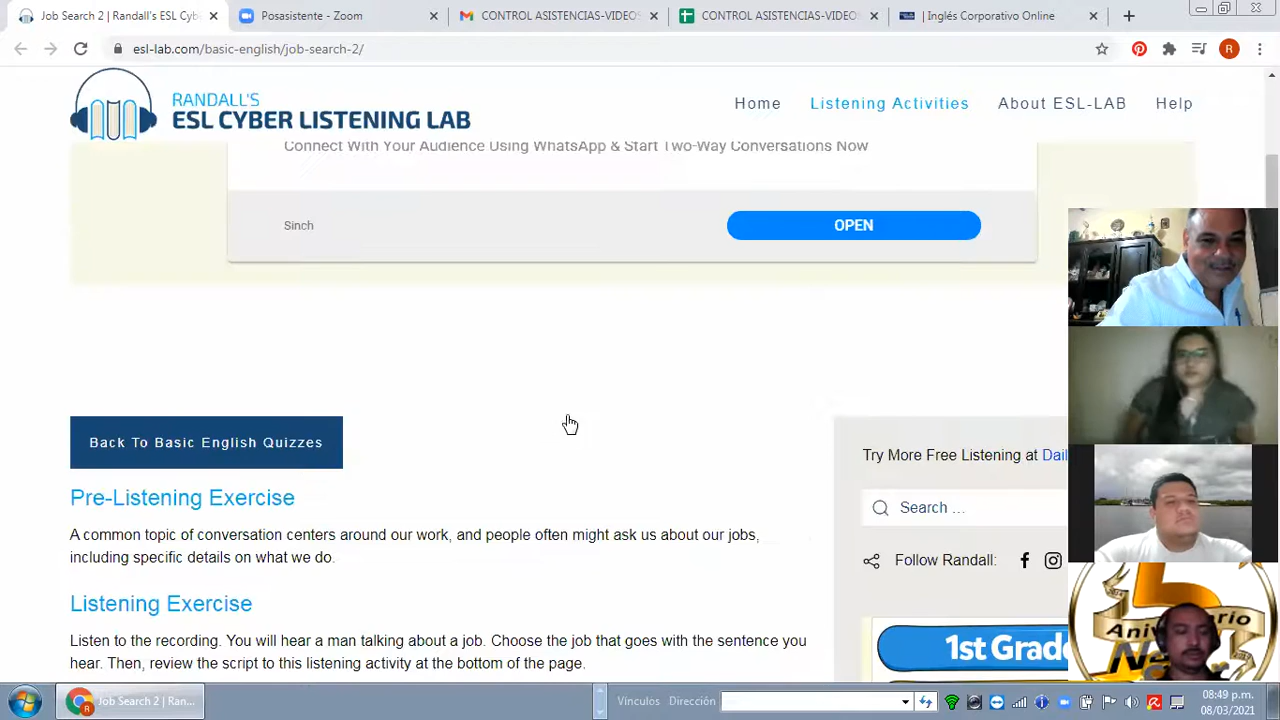 Job Search 2 | Randall's ESL Cyb
Posasistente - Zoom
CONTROL ASISTENCIAS-VIDEOS
CONTROL ASISTENCIAS-VIDEO
| Inglés Corporativo Online
esl-lab.com/basic-english/job-search-2/
R
RANDALL'S
ESL CYBER LISTENING LAB
Home
Listening Activities
About ESL-LAB
Help
Connect With Your Audience Using WhatsApp & Start Two-Way Conversations Now
Sinch
OPEN
Back To Basic English Quizzes
Pre-Listening Exercise
A common topic of conversation centers around our work, and people often might ask us about our jobs,
including specific details on what we do.
Listening Exercise
Listen to the recording. You will hear a man talking about a job. Choose the job that goes with the sentence you
hear. Then, review the script to this listening activity at the bottom of the page.
Try More Free Listening at Dail
Search ...
Follow Randall:
1st Grade
Aniversario
Job Search 2 | Ran...
Vínculos
Dirección
08:49 p.m.
08/03/2021